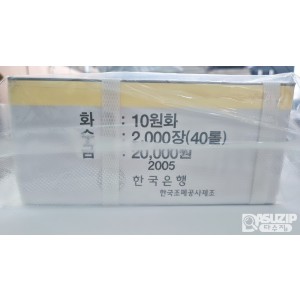 화 : 10원화
수 : 2,000장(40롤)
: 20,000원
2005
한국은행
한국조폐공사제조
ASUZIP